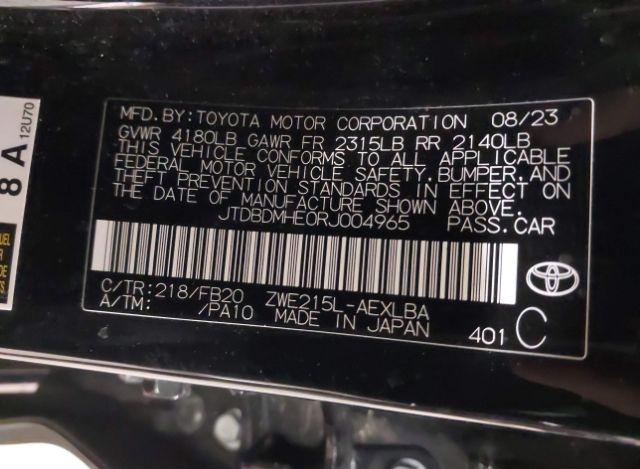 MFD. BY: TOYOTA MOTOR CORPORATION 08/23
GVWR 4180LB GAWR FR 2315LB RR 2140LB
THIS VEHICLE CONFORMS TO ALL APPLICABLE
FEDERAL MOTOR VEHICLE SAFETY, BUMPER, AND
THEFT PREVENTION STANDARDS IN EFFECT ON
THE DATE OF MANUFACTURE SHOWN ABOVE.
JTDBDMHE0RJ004965 PASS. CAR
C/TR: 218/FB20 ZWE215L-AEXLBA
A/TM: /PA10 MADE IN JAPAN 401 C
8 A
12U70